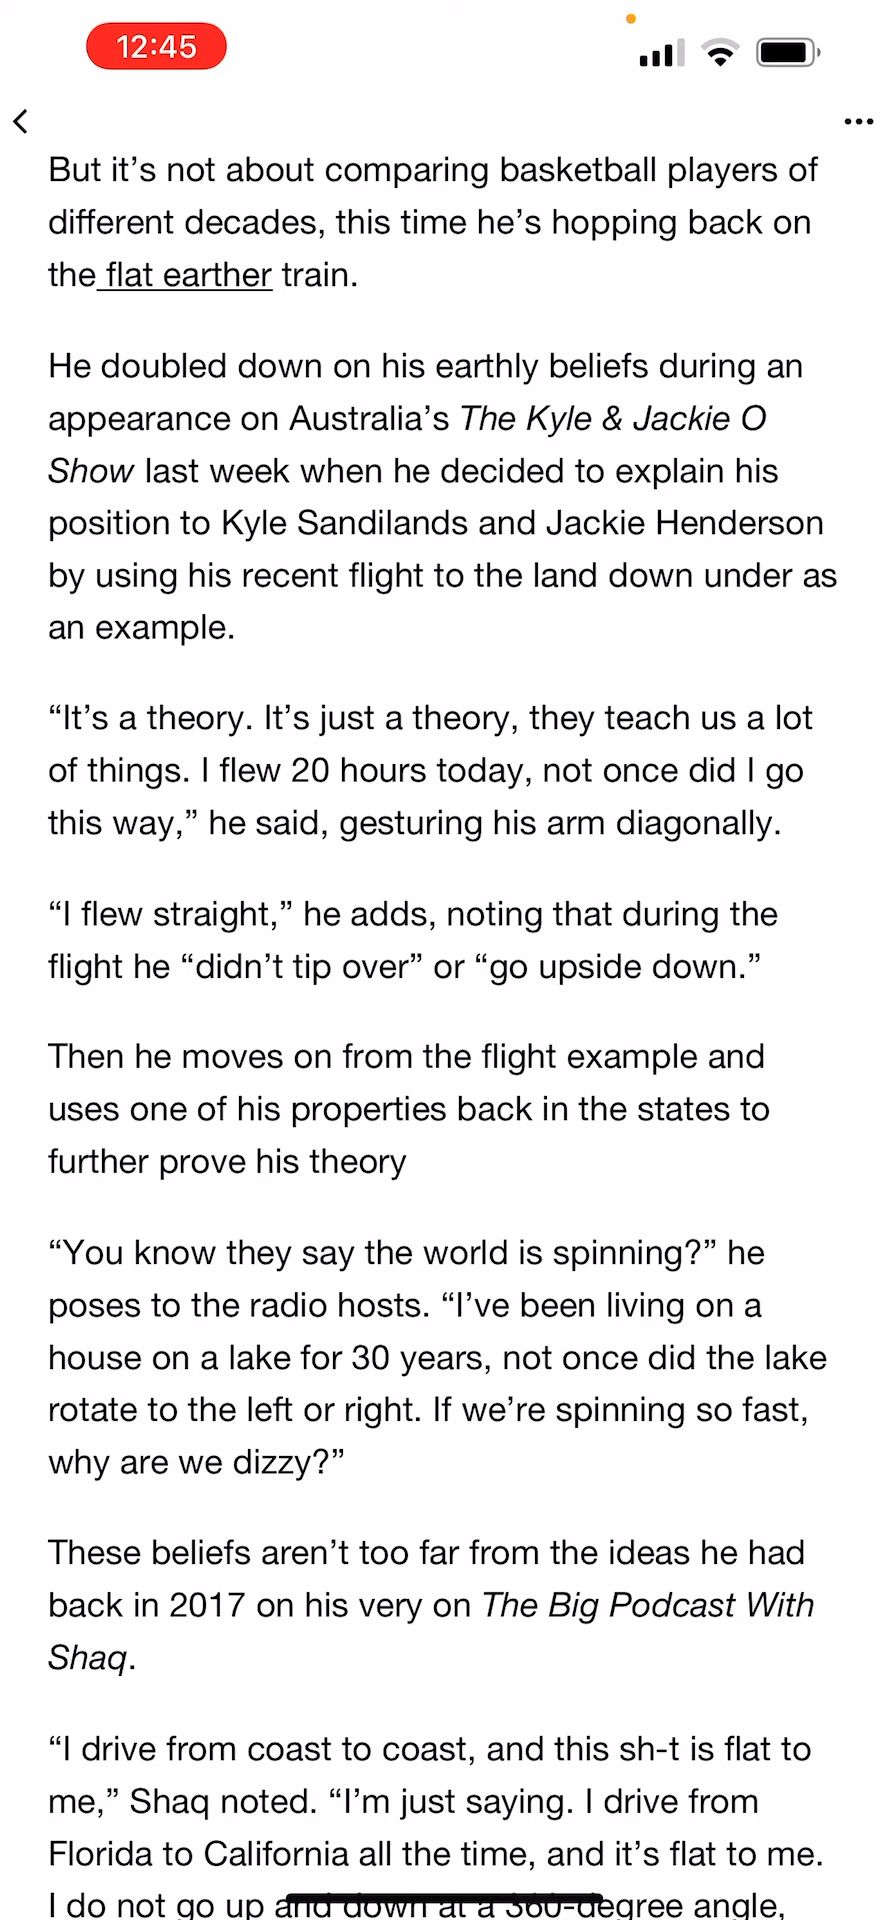 12:45
But it’s not about comparing basketball players of
different decades, this time he’s hopping back on
the flat earther train.
He doubled down on his earthly beliefs during an
appearance on Australia’s The Kyle & Jackie O
Show last week when he decided to explain his
position to Kyle Sandilands and Jackie Henderson
by using his recent flight to the land down under as
an example.
“It’s a theory. It’s just a theory, they teach us a lot
of things. I flew 20 hours today, not once did I go
this way,” he said, gesturing his arm diagonally.
“I flew straight,” he adds, noting that during the
flight he “didn’t tip over” or “go upside down.”
Then he moves on from the flight example and
uses one of his properties back in the states to
further prove his theory
“You know they say the world is spinning?” he
poses to the radio hosts. “I’ve been living on a
house on a lake for 30 years, not once did the lake
rotate to the left or right. If we’re spinning so fast,
why are we dizzy?”
These beliefs aren’t too far from the ideas he had
back in 2017 on his very on The Big Podcast With
Shaq.
“I drive from coast to coast, and this sh-t is flat to
me,” Shaq noted. “I’m just saying. I drive from
Florida to California all the time, and it’s flat to me.
I do not go up and down at a 360-degree angle,